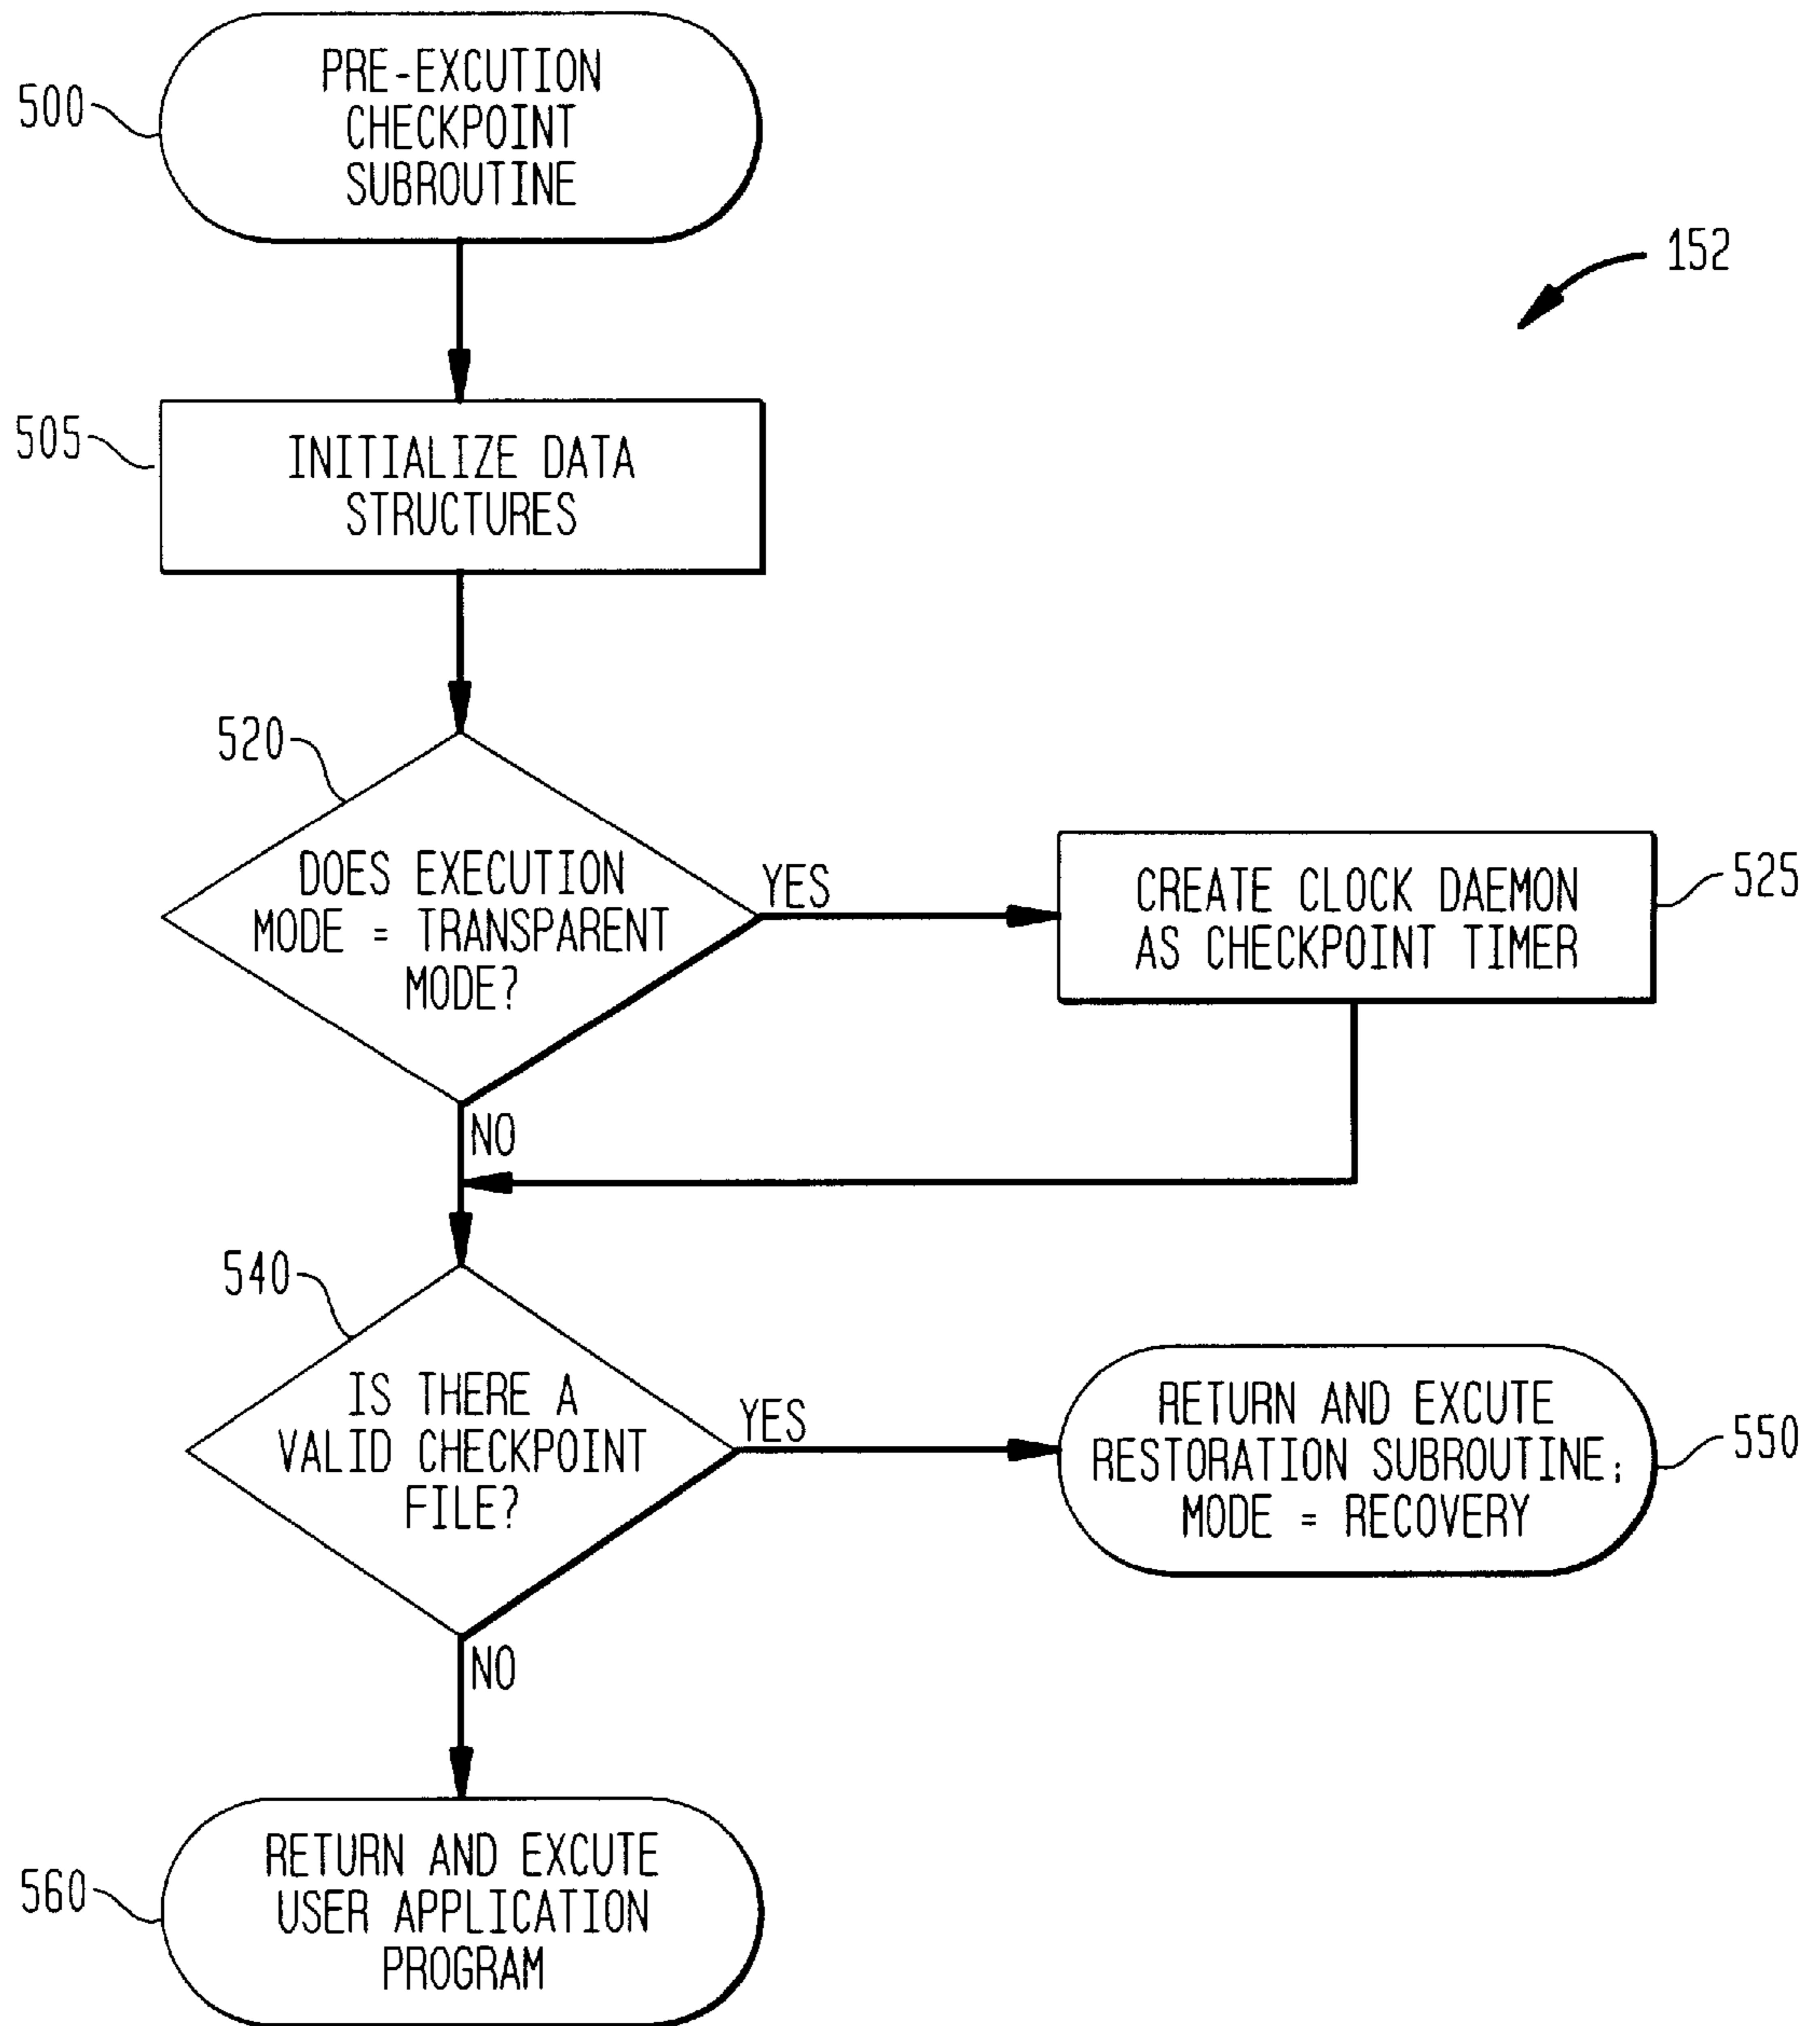 500
PRE-EXCUTION
CHECKPOINT
SUBROUTINE
152
505
INITIALIZE DATA
STRUCTURES
520
DOES EXECUTION
MODE = TRANSPARENT
MODE?
YES
CREATE CLOCK DAEMON
AS CHECKPOINT TIMER
525
NO
540
IS THERE A
VALID CHECKPOINT
FILE?
YES
RETURN AND EXCUTE
RESTORATION SUBROUTINE;
MODE = RECOVERY
550
NO
560
RETURN AND EXCUTE
USER APPLICATION
PROGRAM